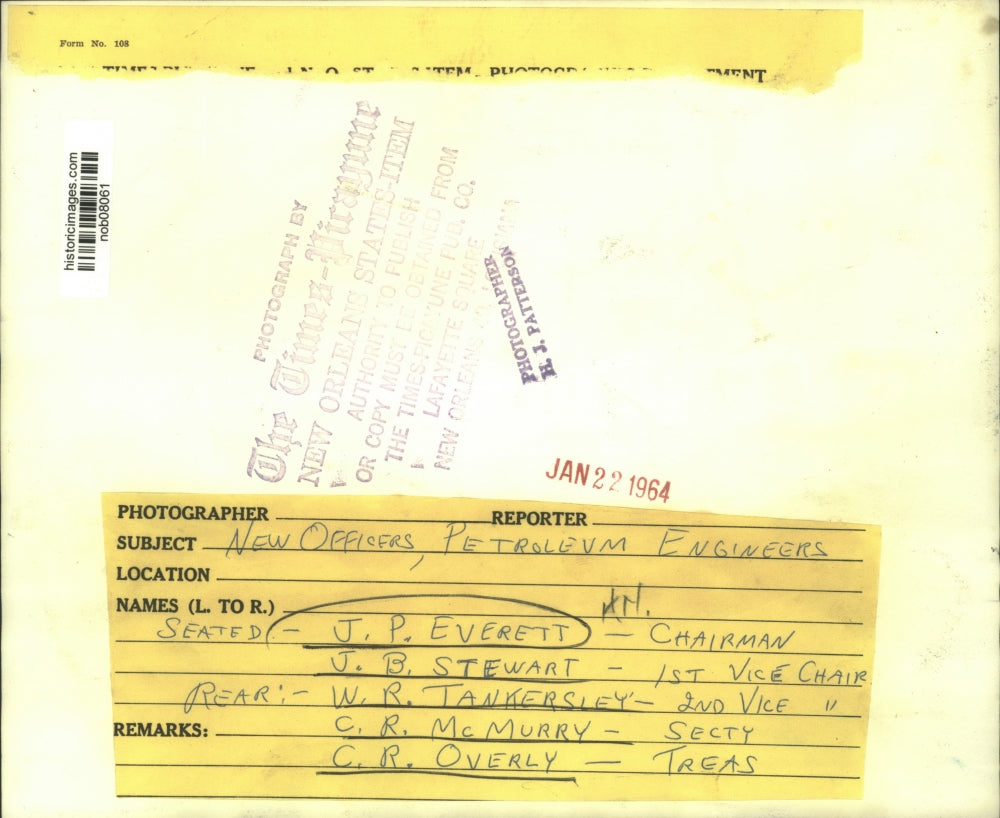 Form No. 108
historicimages.com
nob08061
PHOTOGRAPH BY
The Times-Picayune
NEW ORLEANS STATES-ITEM
AUTHORITY TO PUBLISH
OR COPY MUST BE OBTAINED FROM
THE TIMES-PICAYUNE PUB. CO.
LAFAYETTE SQUARE
NEW ORLEANS
PHOTOGRAPHER
H. J. PATTERSON
JAN 22 1964
PHOTOGRAPHER REPORTER
SUBJECT NEW OFFICERS, PETROLEUM ENGINEERS
LOCATION
NAMES (L. TO R.)
SEATED:- J. P. EVERETT - CHAIRMAN
J. B. STEWART - 1ST VICE CHAIR
REAR:- W. R. TANKERSLEY - 2ND VICE "
REMARKS: C. R. McMURRY - SECTY
C. R. OVERLY - TREAS